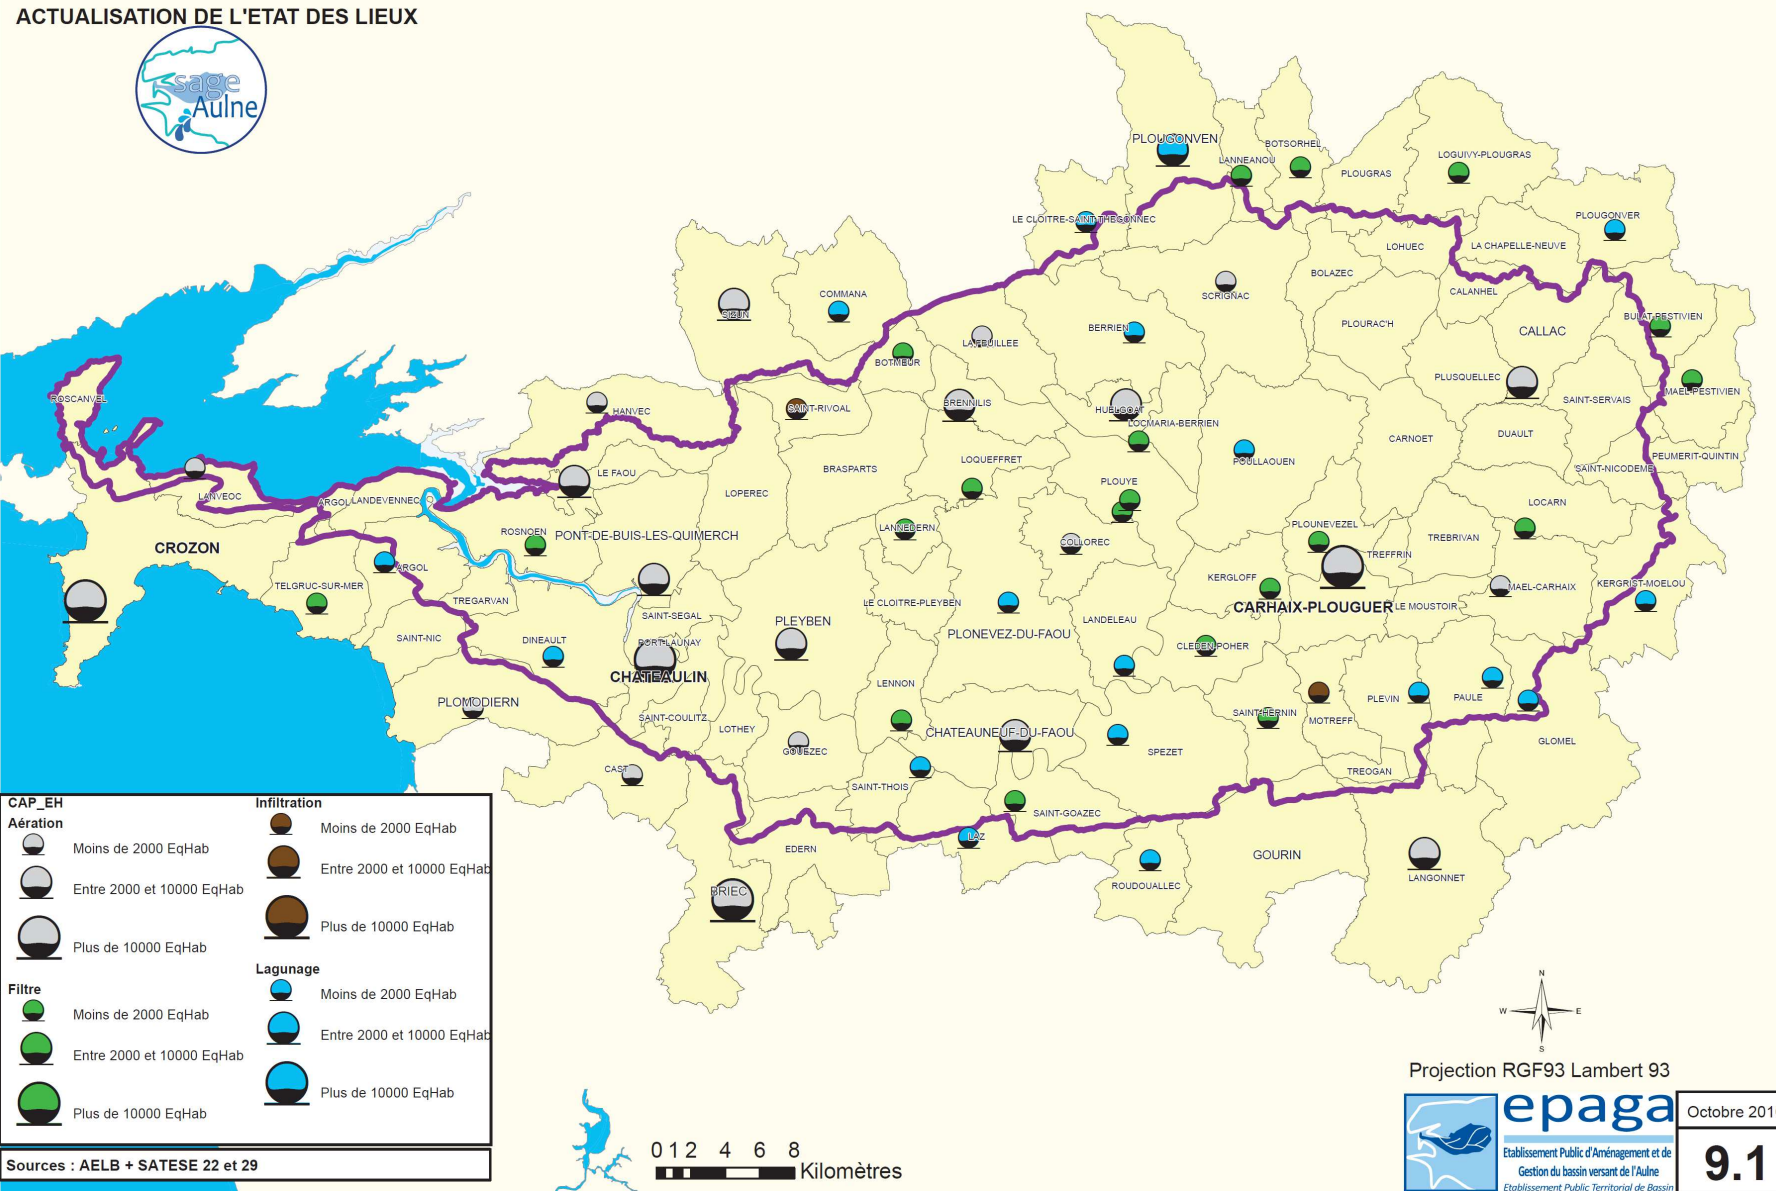 ACTUALISATION DE L'ETAT DES LIEUX
sage
Aulne
PLOUGONVEN
BOTSORHEL
LANNEANOU
LOGUIVY-PLOUGRAS
PLOUGRAS
LE CLOITRE-SAINT-THEGONNEC
PLOUGONVER
LOHUEC
LA CHAPELLE-NEUVE
BOLAZEC
SCRIGNAC
CALANHEL
COMMANA
SIZUN
BERRIEN
PLOURAC'H
CALLAC
BULAT-PESTIVIEN
LA FEUILLEE
BOTMEUR
PLUSQUELLEC
MAEL-PESTIVIEN
ROSCANVEL
SAINT-SERVAIS
HANVEC
SAINT-RIVOAL
BRENNILIS
HUELGOAT
LOCMARIA-BERRIEN
CARNOET
DUAULT
PEUMERIT-QUINTIN
POULLAOUEN
SAINT-NICODEME
BRASPARTS
LOQUEFFRET
LE FAOU
PLOUYE
LOPEREC
LANVEOC
ARGOL
LANDEVENNEC
LOCARN
LANNEDERN
PLOUNEVEZEL
ROSNOEN
PONT-DE-BUIS-LES-QUIMERCH
TREBRIVAN
COLLOREC
CROZON
TREFFRIN
ARGOL
KERGLOFF
TELGRUC-SUR-MER
MAEL-CARHAIX
KERGRIST-MOELOU
TREGARVAN
LE CLOITRE-PLEYBEN
CARHAIX-PLOUGUER
LE MOUSTOIR
SAINT-SEGAL
PLEYBEN
LANDELEAU
PLONEVEZ-DU-FAOU
SAINT-NIC
DINEAULT
PORT-LAUNAY
CLEDEN-POHER
CHATEAULIN
LENNON
PLOMODIERN
PLEVIN
PAULE
SAINT-HERNIN
MOTREFF
SAINT-COULITZ
LOTHEY
CHATEAUNEUF-DU-FAOU
GLOMEL
GOUEZEC
SPEZET
CAST
TREOGAN
SAINT-THOIS
SAINT-GOAZEC
LAZ
EDERN
GOURIN
LANGONNET
ROUDOUALLEC
BRIEC
CAP_EH
Aération
Moins de 2000 EqHab
Entre 2000 et 10000 EqHab
Plus de 10000 EqHab
Filtre
Moins de 2000 EqHab
Entre 2000 et 10000 EqHab
Plus de 10000 EqHab
Infiltration
Moins de 2000 EqHab
Entre 2000 et 10000 EqHab
Plus de 10000 EqHab
Lagunage
Moins de 2000 EqHab
Entre 2000 et 10000 EqHab
Plus de 10000 EqHab
Sources : AELB + SATESE 22 et 29
0 1 2 4 6 8
Kilomètres
N
W E
S
Projection RGF93 Lambert 93
epaga
Etablissement Public d'Aménagement et de
Gestion du bassin versant de l'Aulne
Etablissement Public Territorial de Bassin
Octobre 201
9.1